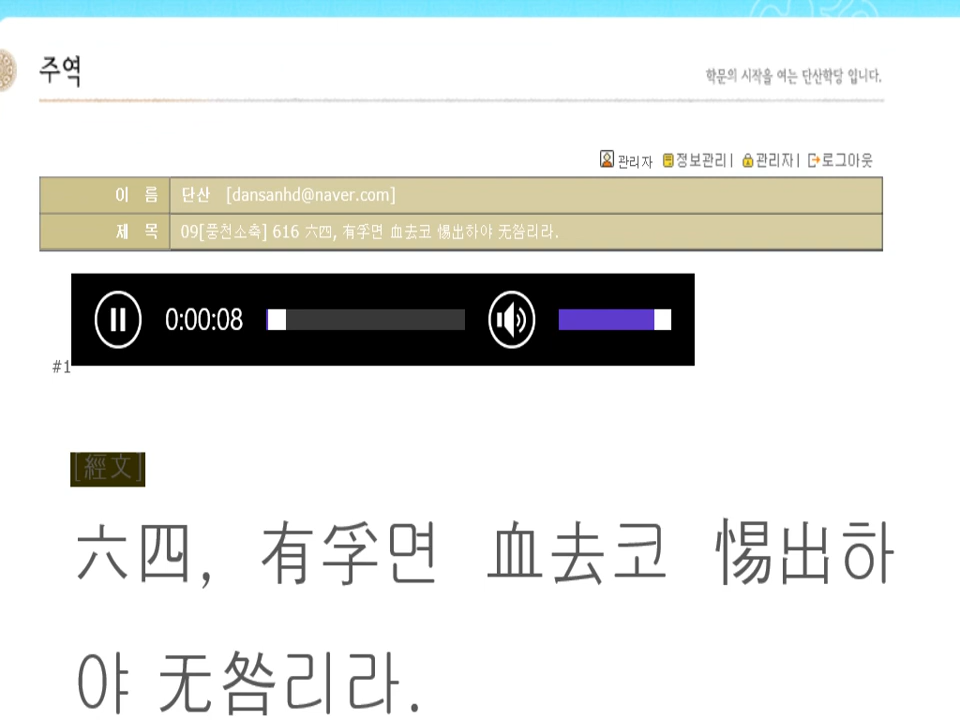 주역
학문의 시작을 여는 단산학당 입니다.
관리자 정보관리| 관리자| 로그아웃
이 름 단산 [dansanhd@naver.com]
제 목 09[풍천소축] 616 六四, 有孚면 血去코 惕出하야 无咎리라.
0:00:08
#1
[經文]
六四, 有孚면 血去코 惕出하
야 无咎리라.